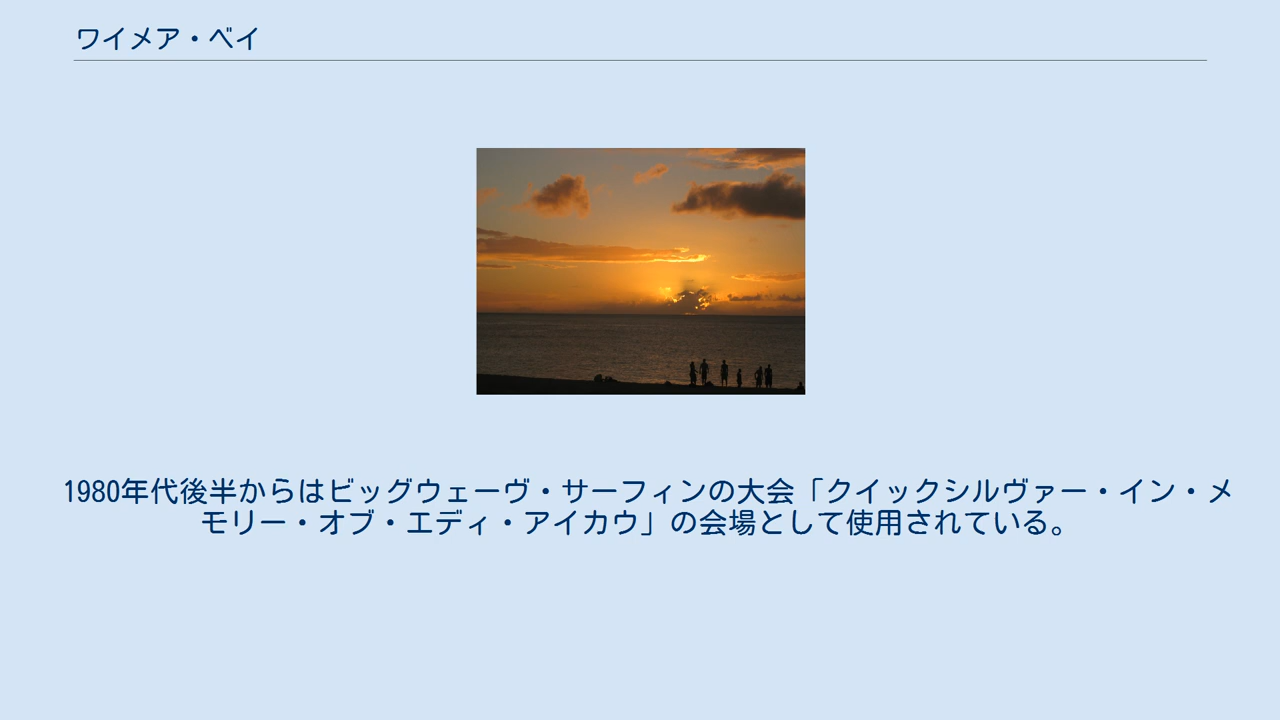 ワイメア・ベイ
1980年代後半からはビッグウェーヴ・サーフィンの大会「クイックシルヴァー・イン・メ
モリー・オブ・エディ・アイカウ」の会場として使用されている。